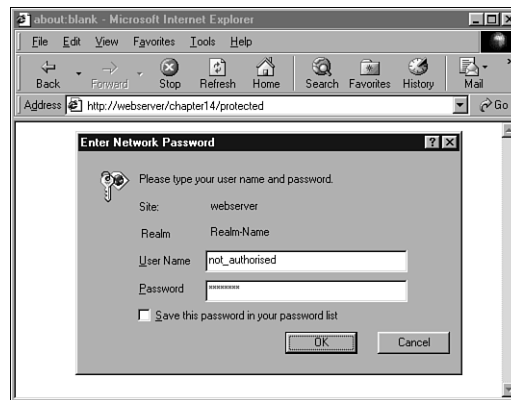 about:blank - Microsoft Internet Explorer
File Edit View Favorites Tools Help
Back Forward Stop Refresh Home Search Favorites History Mail
Address http://webserver/chapter14/protected Go
Enter Network Password
Please type your user name and password.
Site: webserver
Realm Realm-Name
User Name not_authorised
Password ********
Save this password in your password list
OK Cancel